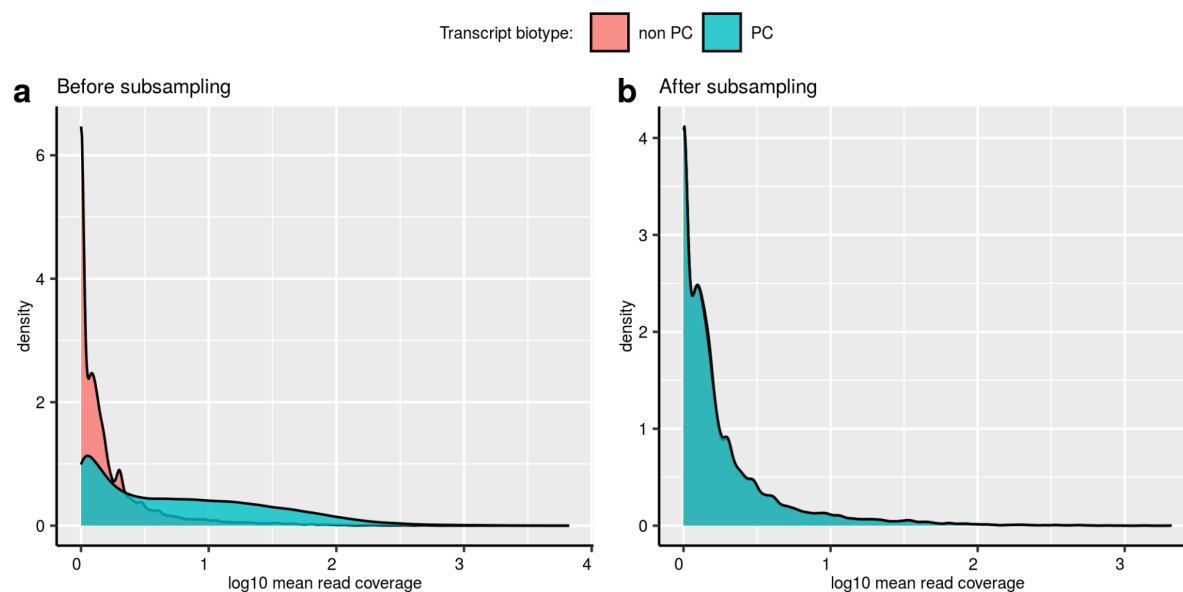 Transcript biotype: non PC PC
a Before subsampling
6
4
2
0
density
0 1 2 3 4
log10 mean read coverage
b After subsampling
4
3
2
1
0
density
0 1 2 3
log10 mean read coverage